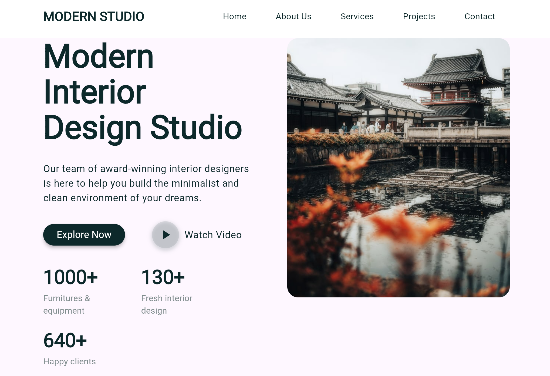 MODERN STUDIO
Home
About Us
Services
Projects
Contact
Modern
Interior
Design Studio
Our team of award-winning interior designers
is here to help you build the minimalist and
clean environment of your dreams.
Explore Now
Watch Video
1000+
Furnitures &
equipment
130+
Fresh interior
design
640+
Happy clients